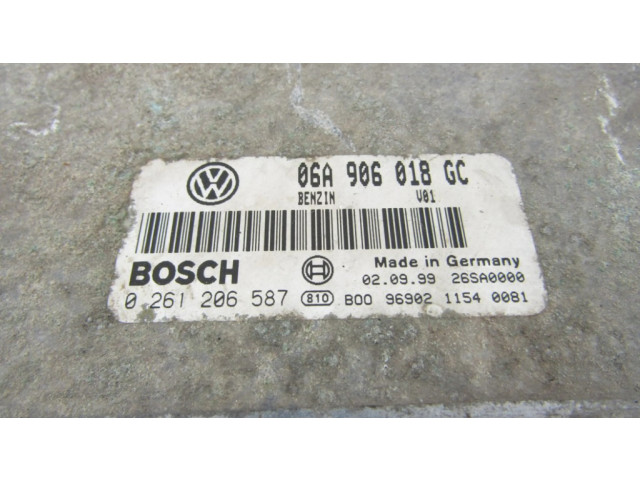 06A 906 018 GC
BENZIN V01
BOSCH Made in Germany
02.09.99 26SA0000
0 261 206 587 810 B00 96902 1154 0081